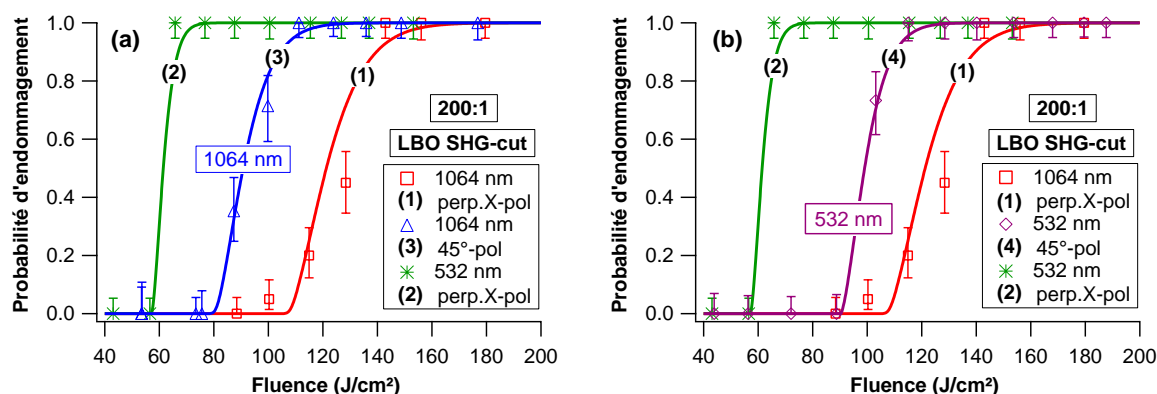 (a)
Probabilité d'endommagement
1.0
0.8
0.6
0.4
0.2
0.0
(2)
(3)
(1)
1064 nm
200:1
LBO SHG-cut
1064 nm
(1) perp.X-pol
1064 nm
(3) 45°-pol
532 nm
(2) perp.X-pol
40 60 80 100 120 140 160 180 200
Fluence (J/cm²)
(b)
Probabilité d'endommagement
1.0
0.8
0.6
0.4
0.2
0.0
(2)
(4)
(1)
532 nm
200:1
LBO SHG-cut
1064 nm
(1) perp.X-pol
532 nm
(4) 45°-pol
532 nm
(2) perp.X-pol
40 60 80 100 120 140 160 180 200
Fluence (J/cm²)